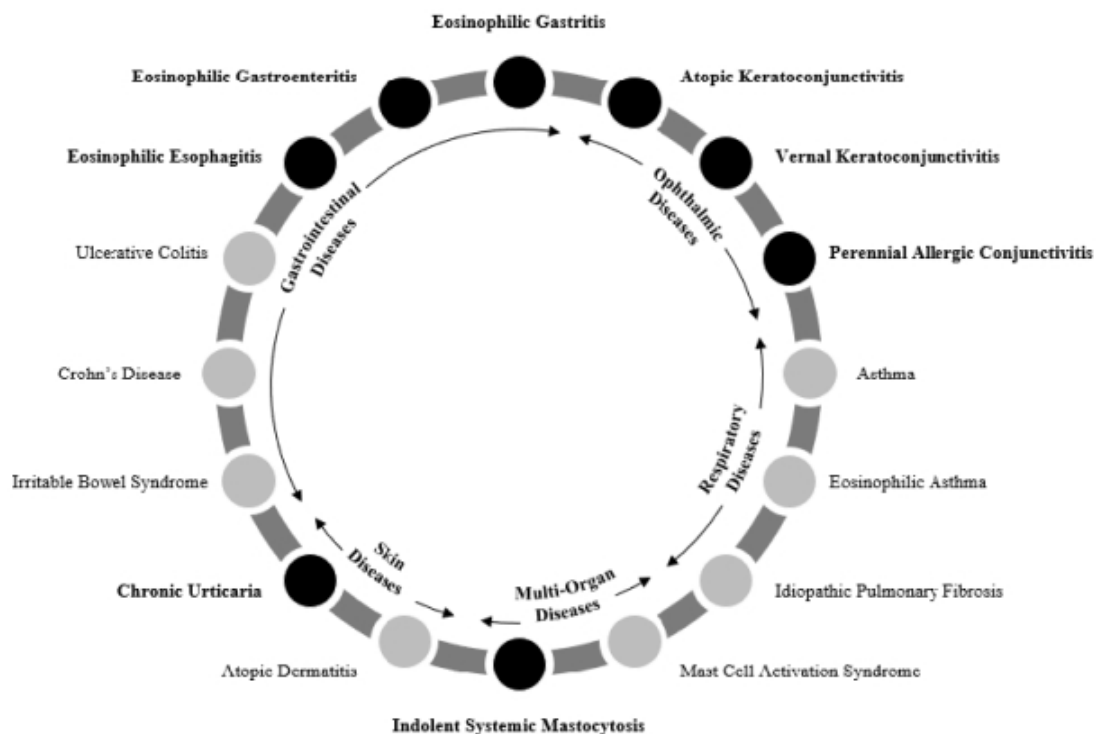 Eosinophilic Gastritis
Eosinophilic Gastroenteritis
Atopic Keratoconjunctivitis
Eosinophilic Esophagitis
Vernal Keratoconjunctivitis
Ulcerative Colitis
Perennial Allergic Conjunctivitis
Crohn's Disease
Asthma
Irritable Bowel Syndrome
Eosinophilic Asthma
Chronic Urticaria
Idiopathic Pulmonary Fibrosis
Atopic Dermatitis
Mast Cell Activation Syndrome
Indolent Systemic Mastocytosis
Gastrointestinal
Diseases
Ophthalmic
Diseases
Respiratory
Diseases
Multi-Organ
Diseases
Skin
Diseases